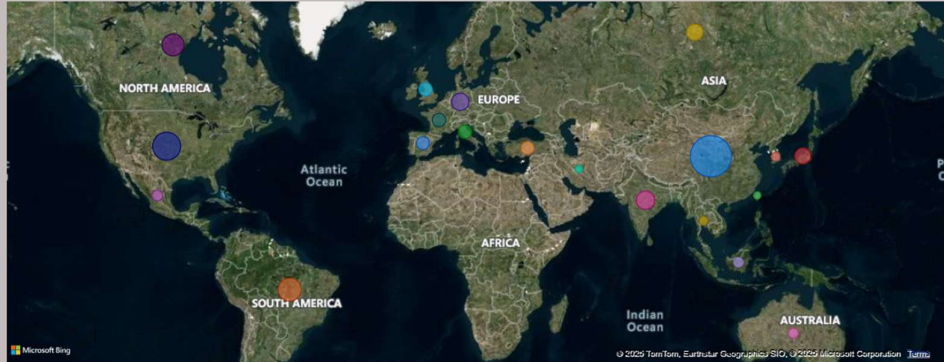 NORTH AMERICA
ASIA
EUROPE
Atlantic
Ocean
AFRICA
SOUTH AMERICA
Indian
Ocean
AUSTRALIA
Microsoft Bing
© 2025 TomTom, Earthstar Geographics SIO, © 2025 Microsoft Corporation Terms